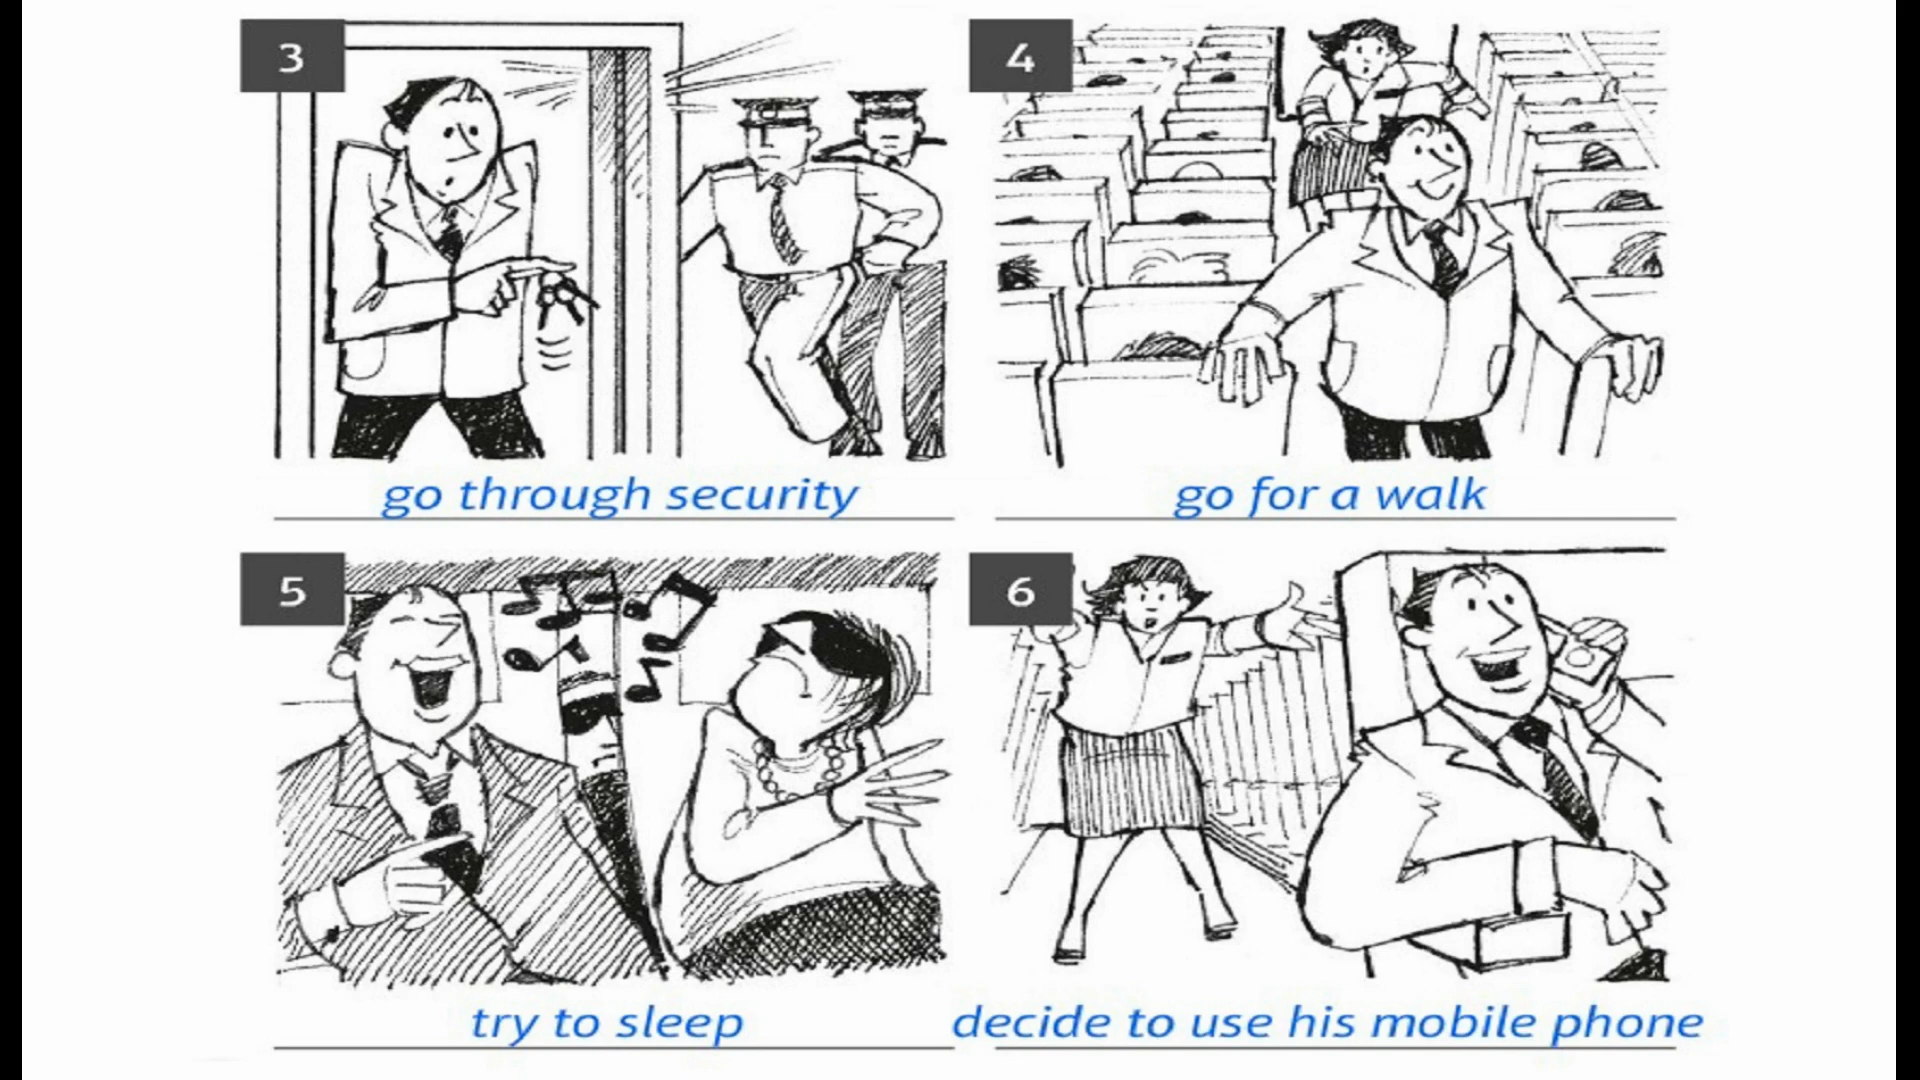 3
4
go through security
go for a walk
5
6
try to sleep
decide to use his mobile phone